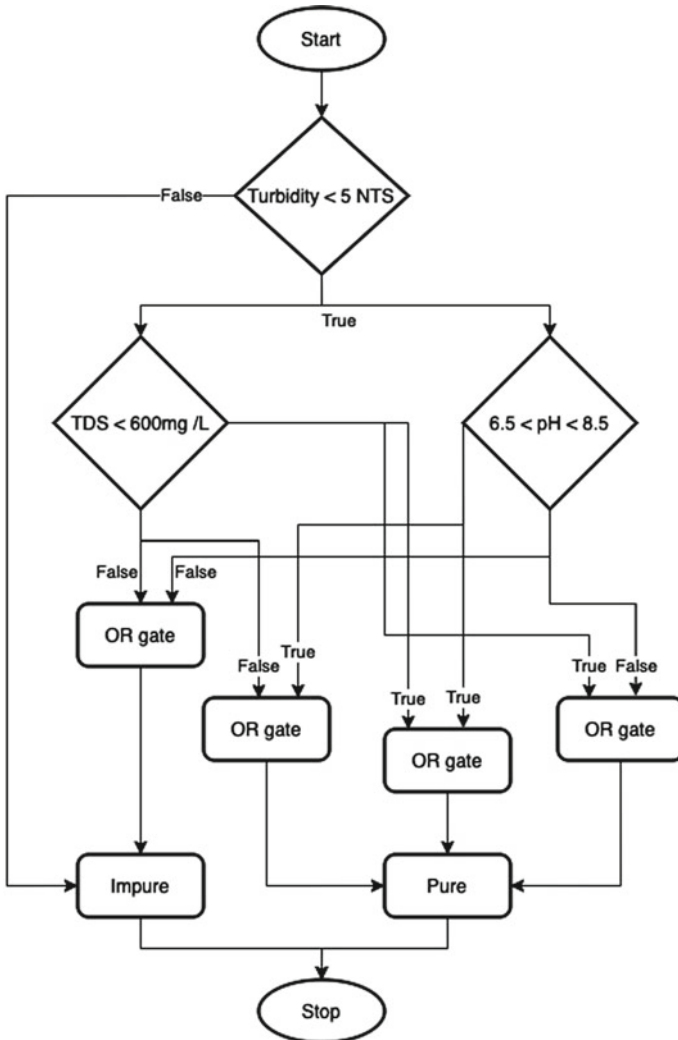 Start
False
Turbidity < 5 NTS
True
TDS < 600mg /L
6.5 < pH < 8.5
False
False
OR gate
False
True
True
True
True
False
OR gate
OR gate
OR gate
Impure
Pure
Stop